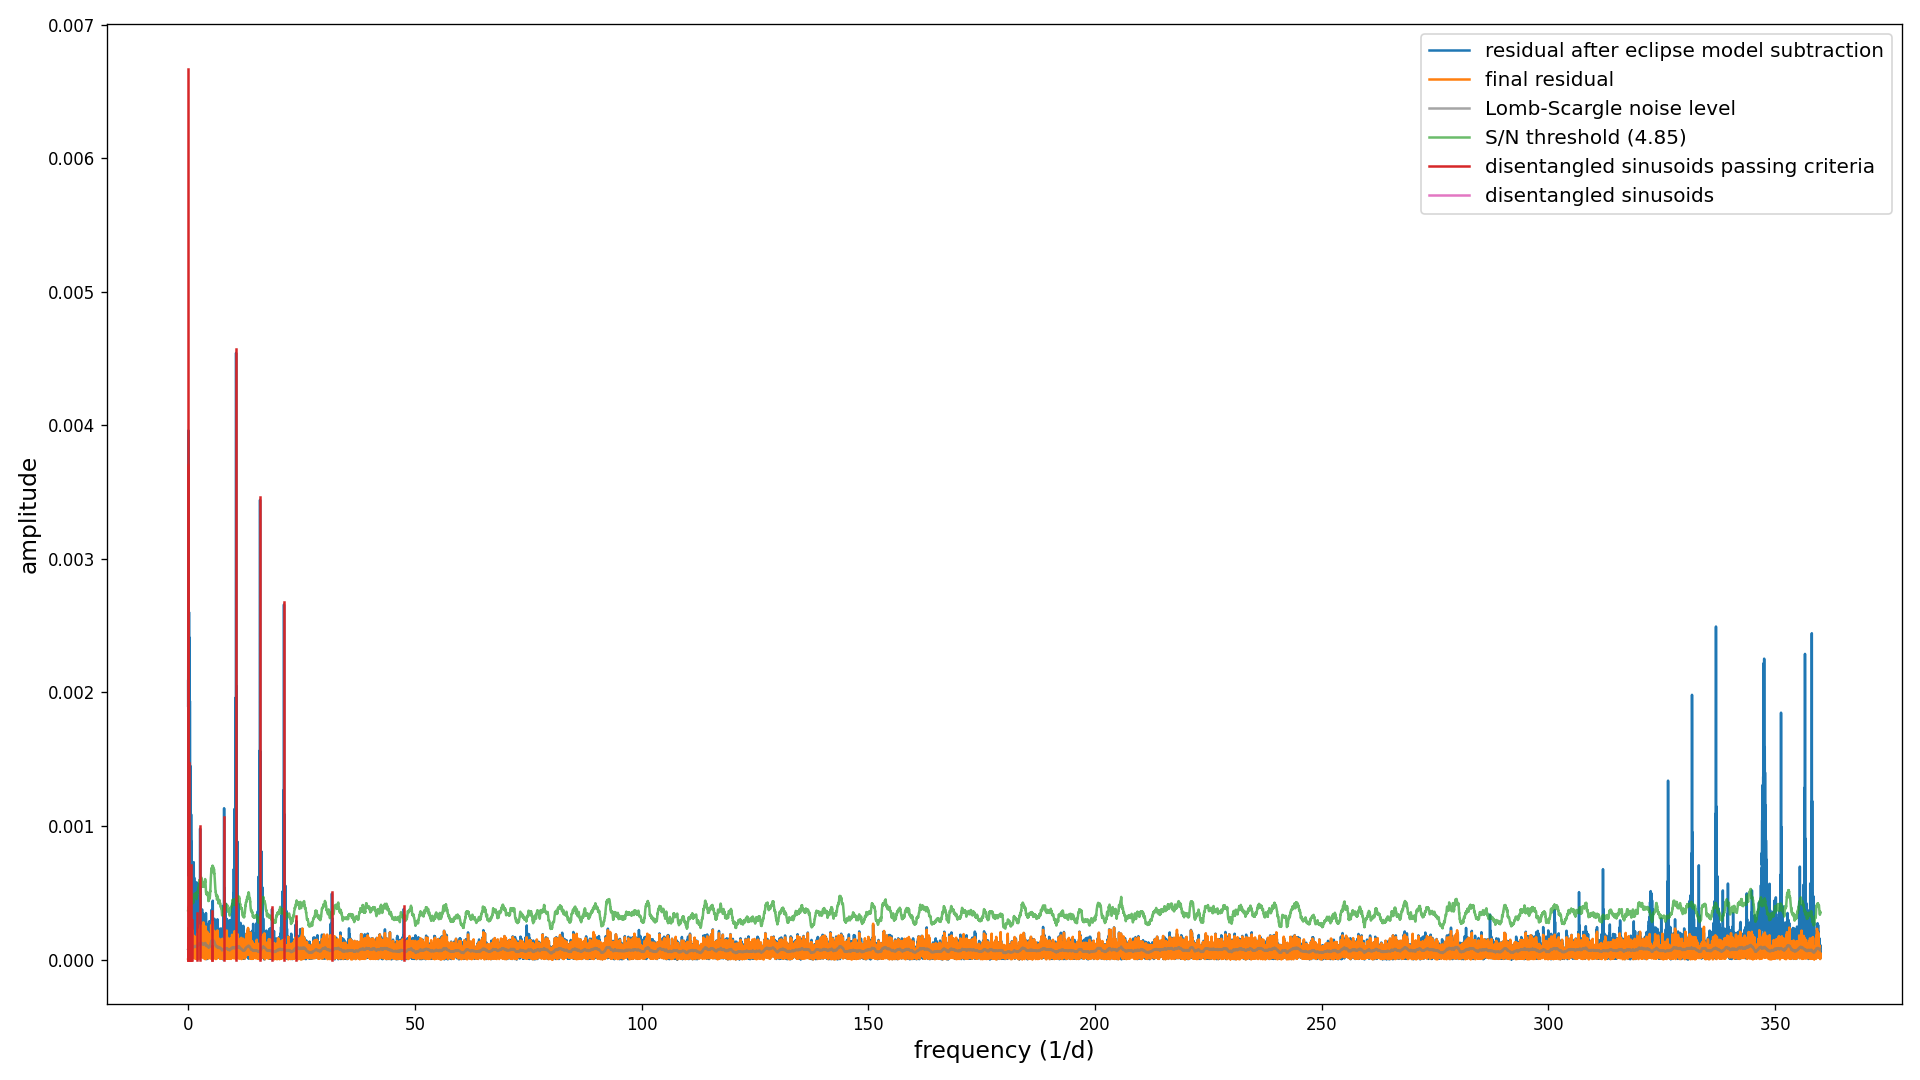 0.007
0.006
0.005
0.004
0.003
0.002
0.001
0.000
amplitude
0 50 100 150 200 250 300 350
frequency (1/d)
residual after eclipse model subtraction
final residual
Lomb-Scargle noise level
S/N threshold (4.85)
disentangled sinusoids passing criteria
disentangled sinusoids